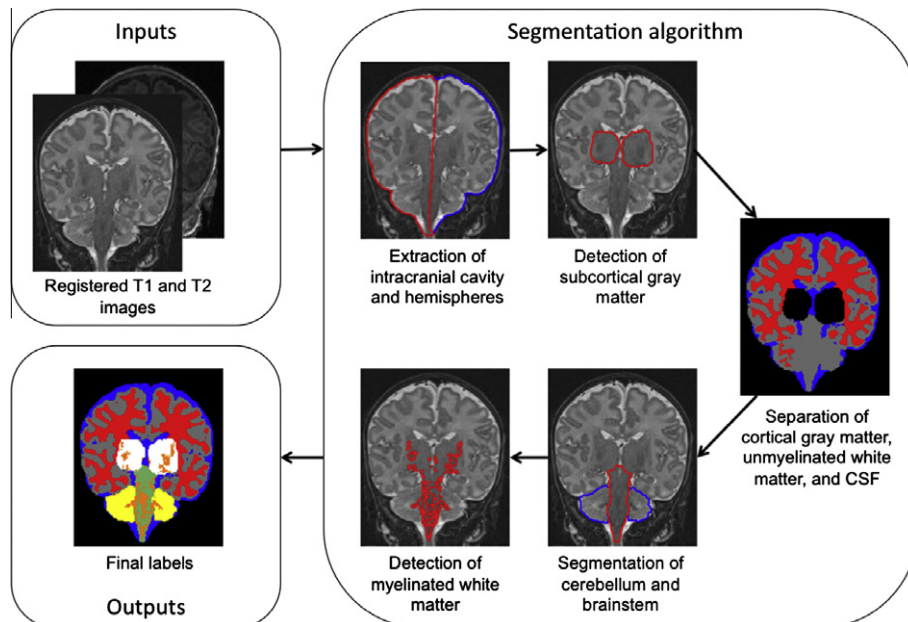 Inputs
Registered T1 and T2
images
Segmentation algorithm
Extraction of
intracranial cavity
and hemispheres
Detection of
subcortical gray
matter
Separation of
cortical gray matter,
unmyelinated white
matter, and CSF
Segmentation of
cerebellum and
brainstem
Detection of
myelinated white
matter
Final labels
Outputs